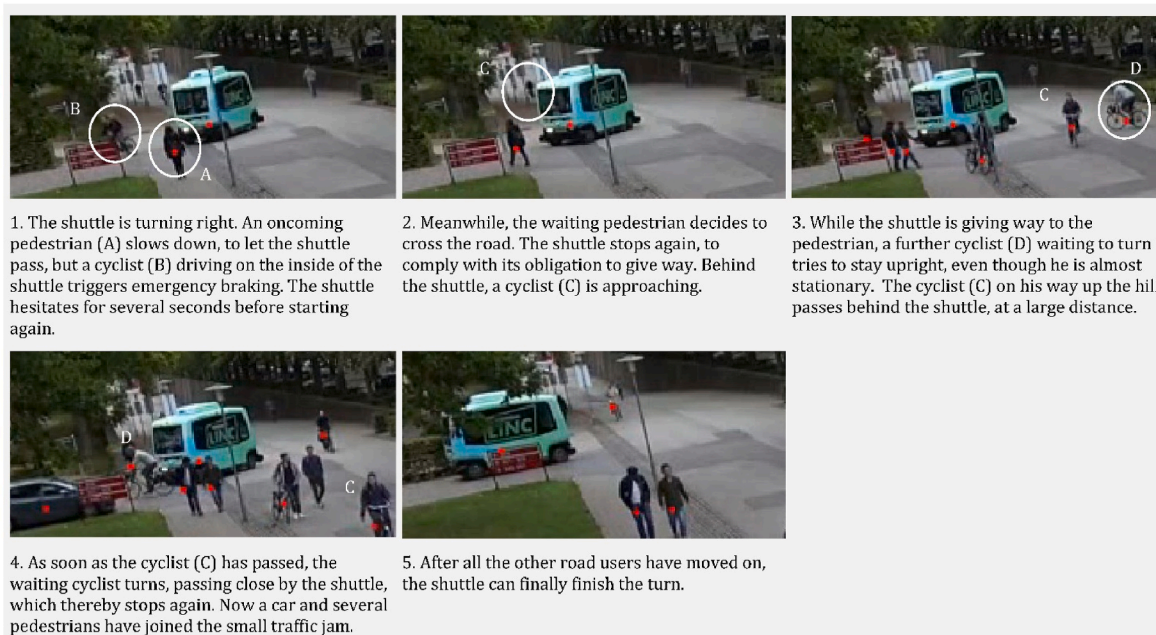 B
A
LINC
C
LINC
C
D
LINC
1. The shuttle is turning right. An oncoming
pedestrian (A) slows down, to let the shuttle
pass, but a cyclist (B) driving on the inside of the
shuttle triggers emergency braking. The shuttle
hesitates for several seconds before starting
again.
2. Meanwhile, the waiting pedestrian decides to
cross the road. The shuttle stops again, to
comply with its obligation to give way. Behind
the shuttle, a cyclist (C) is approaching.
3. While the shuttle is giving way to the
pedestrian, a further cyclist (D) waiting to turn
tries to stay upright, even though he is almost
stationary. The cyclist (C) on his way up the hill
passes behind the shuttle, at a large distance.
D
LINC
C
LINC
4. As soon as the cyclist (C) has passed, the
waiting cyclist turns, passing close by the shuttle,
which thereby stops again. Now a car and several
pedestrians have joined the small traffic jam.
5. After all the other road users have moved on,
the shuttle can finally finish the turn.